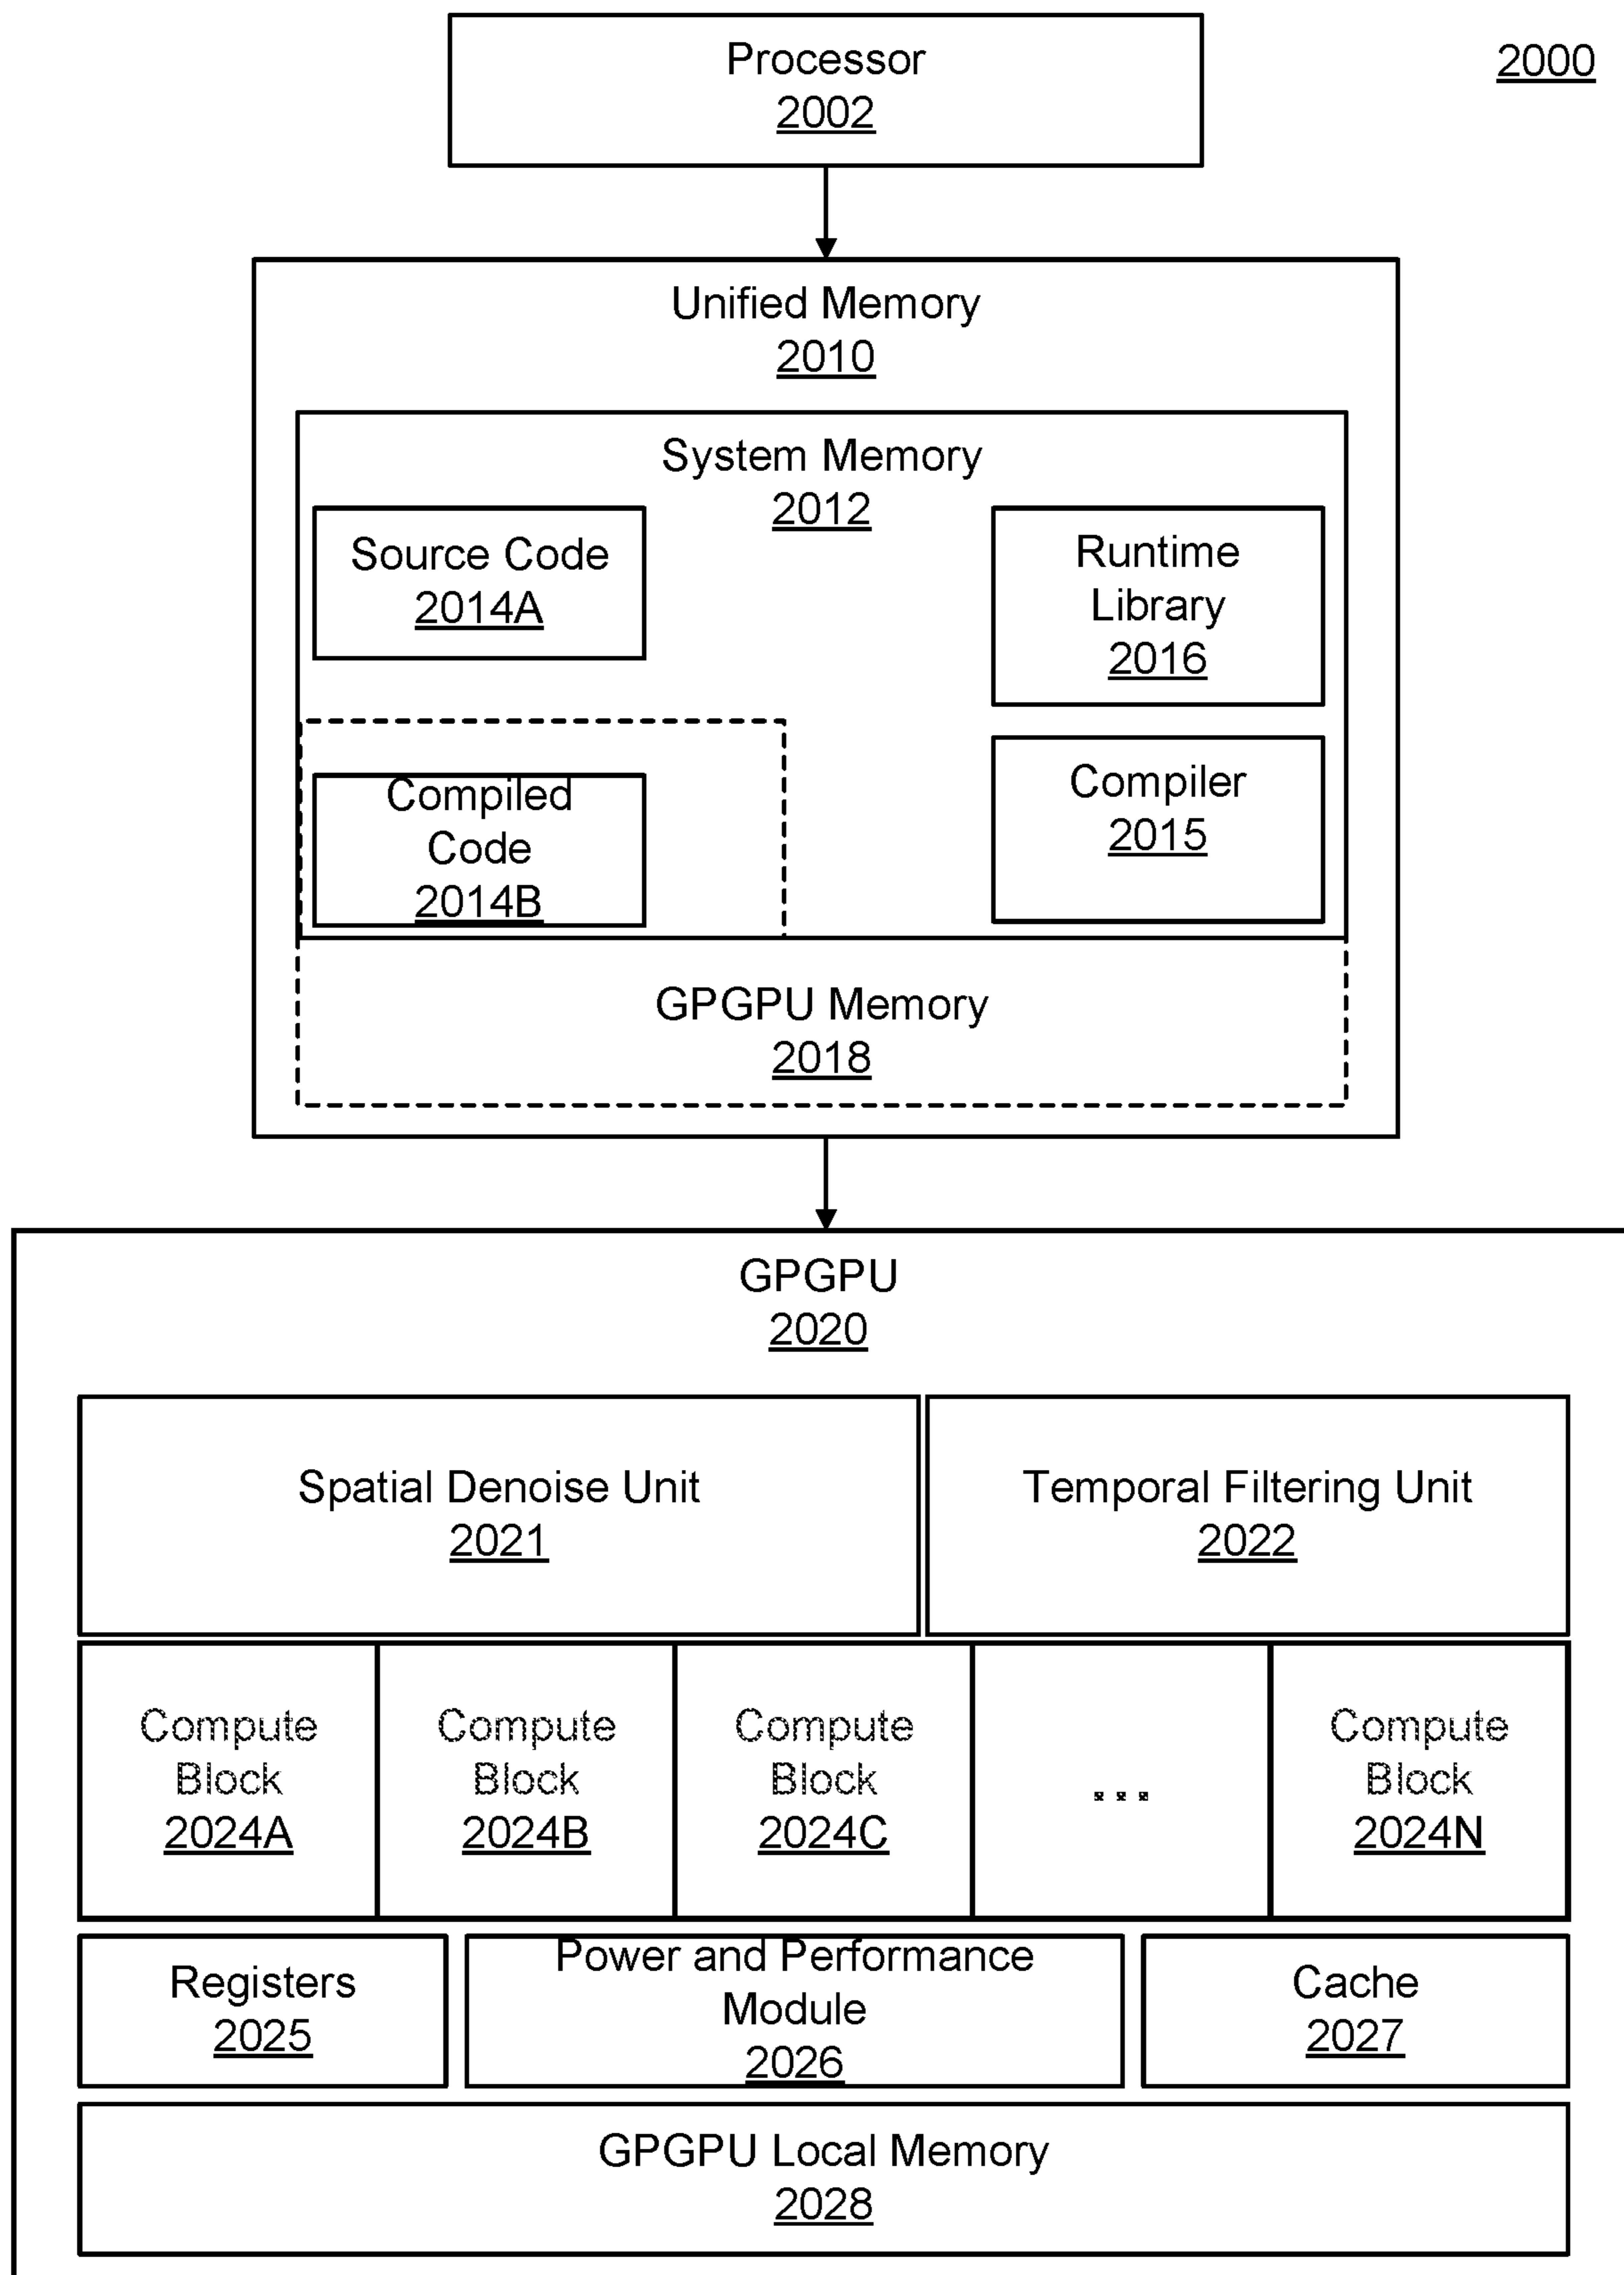 Processor
2002
2000
Unified Memory
2010
System Memory
2012
Source Code
2014A
Runtime
Library
2016
Compiled
Code
2014B
Compiler
2015
GPGPU Memory
2018
GPGPU
2020
Spatial Denoise Unit
2021
Temporal Filtering Unit
2022
Compute
Block
2024A
Compute
Block
2024B
Compute
Block
2024C
...
Compute
Block
2024N
Registers
2025
Power and Performance
Module
2026
Cache
2027
GPGPU Local Memory
2028